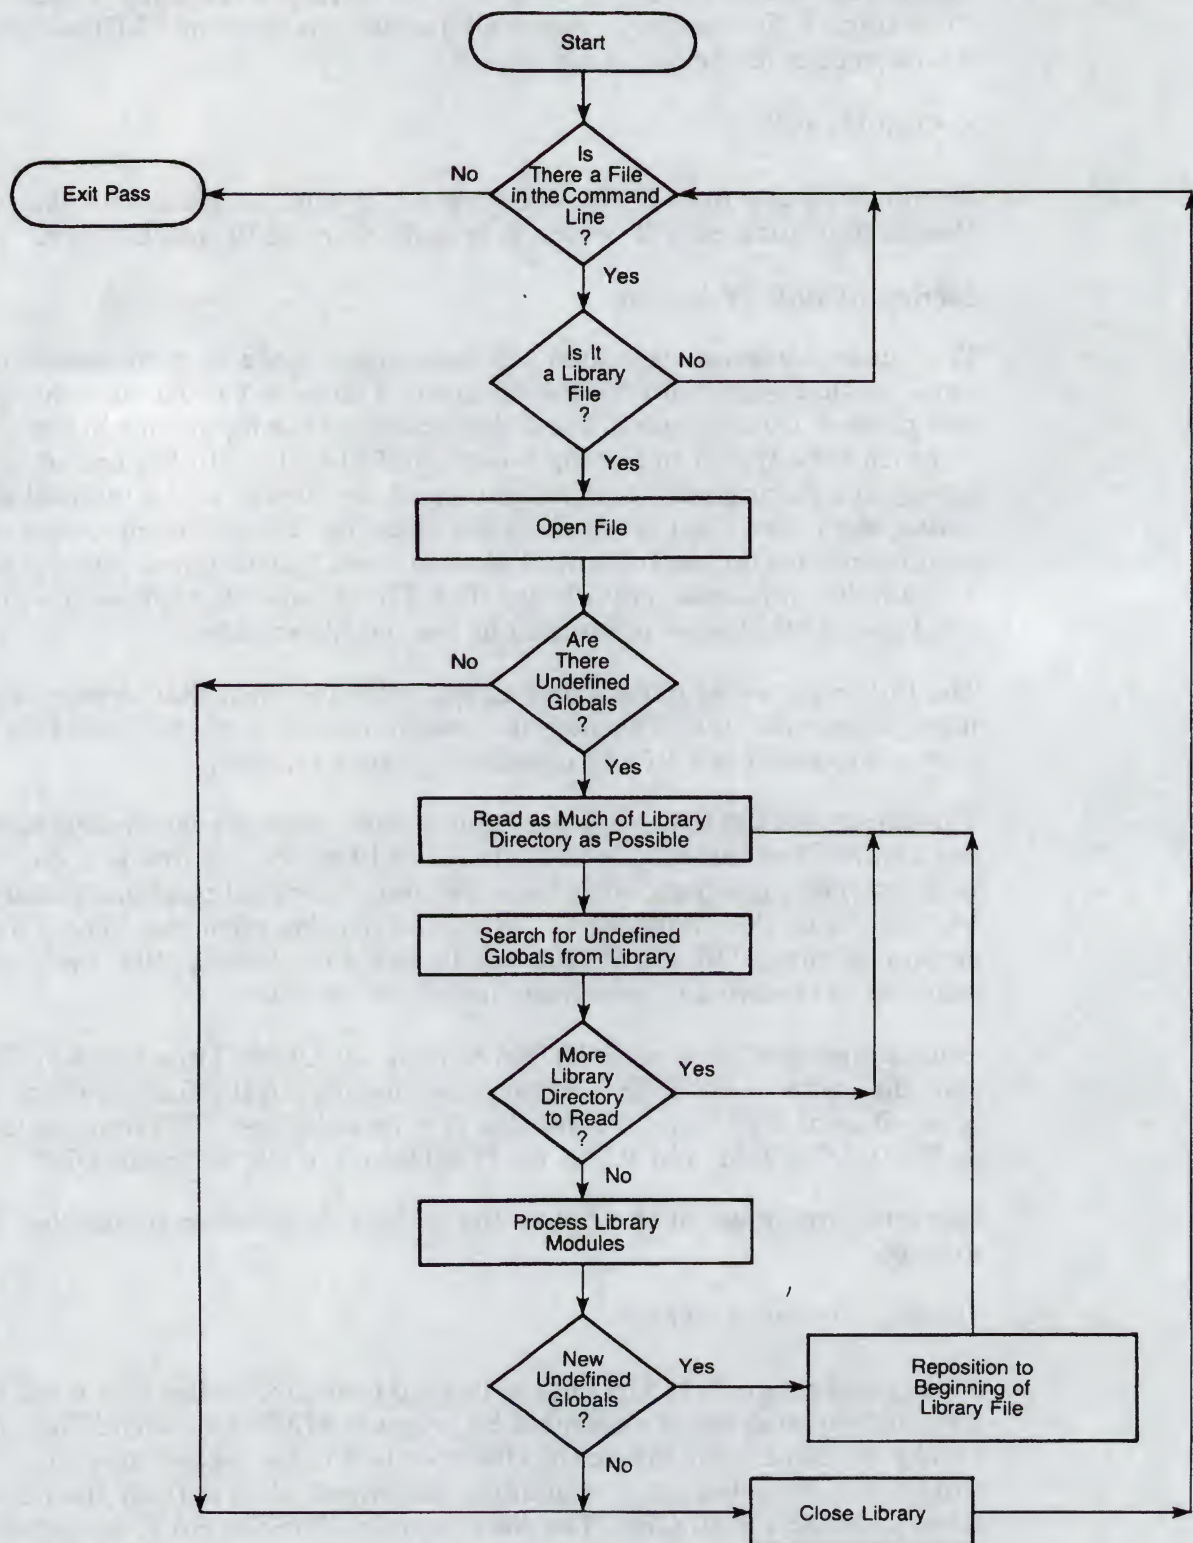 Start
Is
There a File
in the Command
Line
?
No
Exit Pass
Yes
Is It
a Library
File
?
No
Yes
Open File
Are
There
Undefined
Globals
?
No
Yes
Read as Much of Library
Directory as Possible
Search for Undefined
Globals from Library
More
Library
Directory
to Read
?
Yes
No
Process Library
Modules
New
Undefined
Globals
?
Yes
Reposition to
Beginning of
Library File
No
Close Library